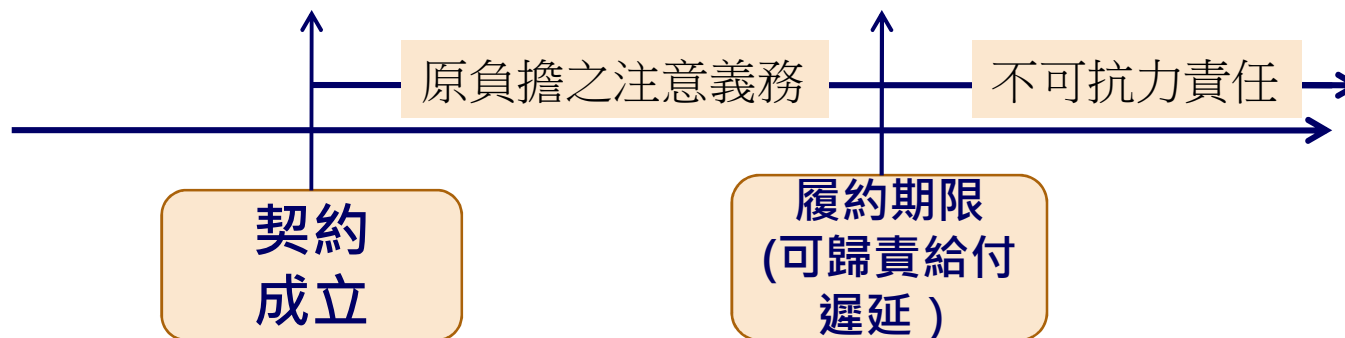 原負擔之注意義務
不可抗力責任
契約
成立
履約期限
(可歸責給付
遲延 )